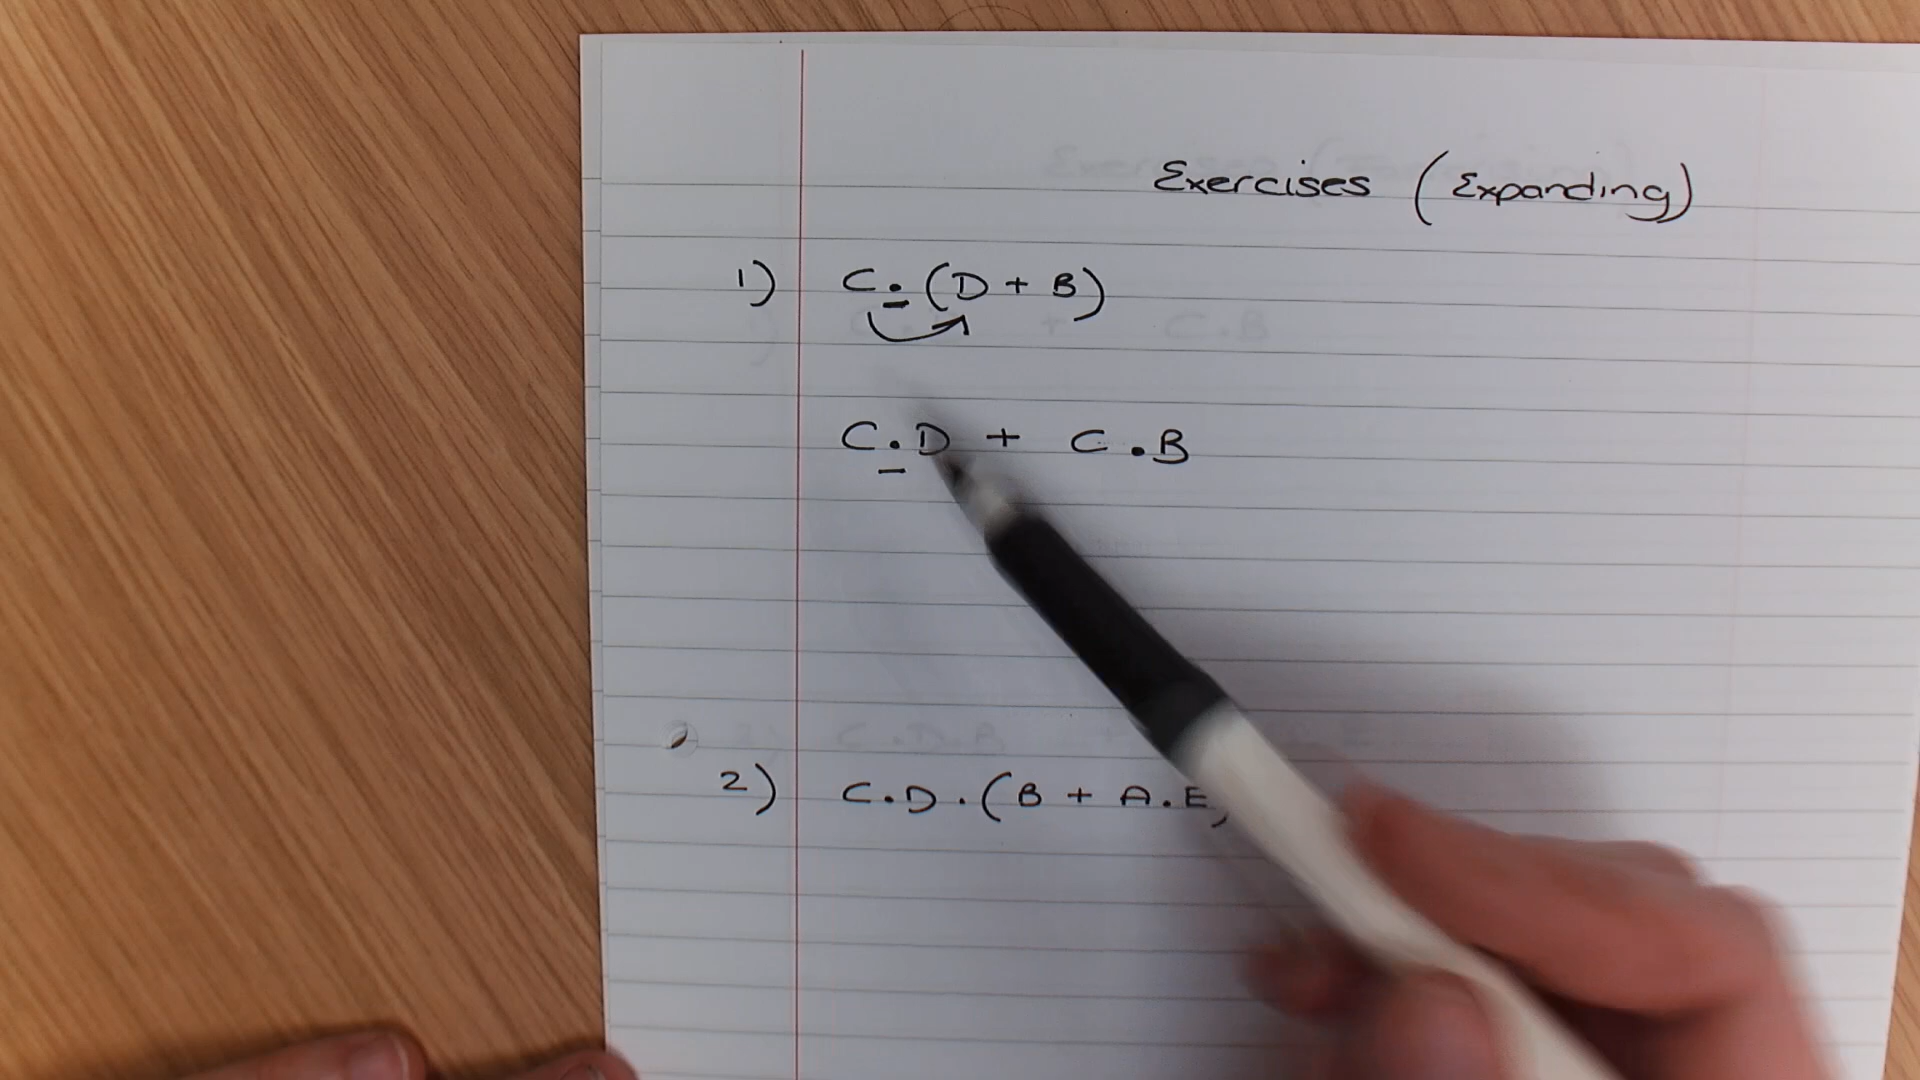 Exercises (Expanding)
1) C.(D + B)
C.D + C.B
2) C.D.(B + A.E)